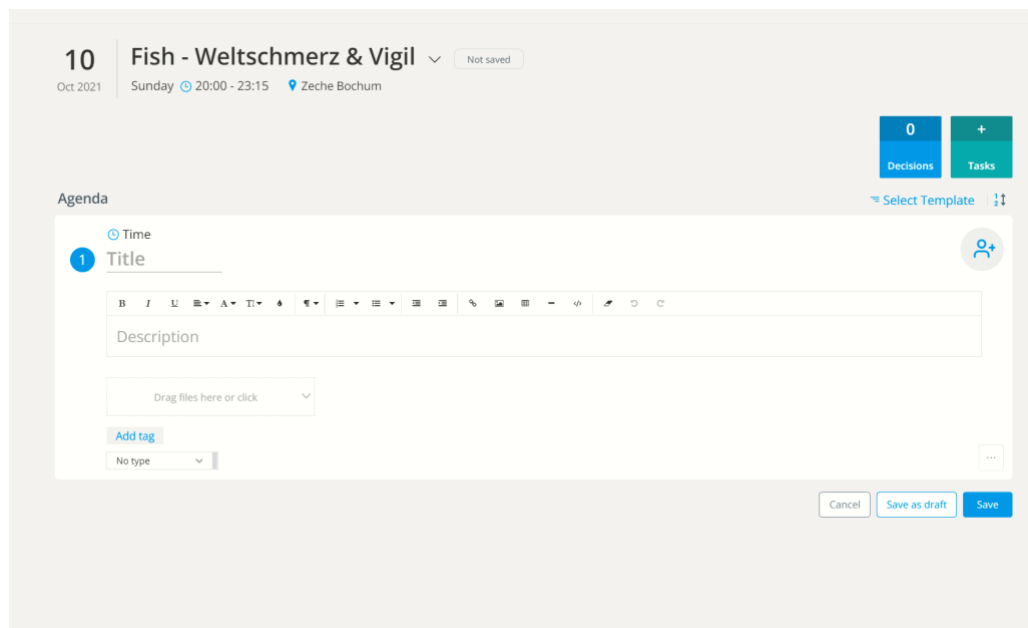 10
Oct 2021
Fish - Weltschmerz & Vigil
Not saved
Sunday 20:00 - 23:15 Zeche Bochum
0
Decisions
+
Tasks
Agenda
Select Template
Time
1
Title
B I U A TI ¶
Description
Drag files here or click
Add tag
No type
...
Cancel
Save as draft
Save